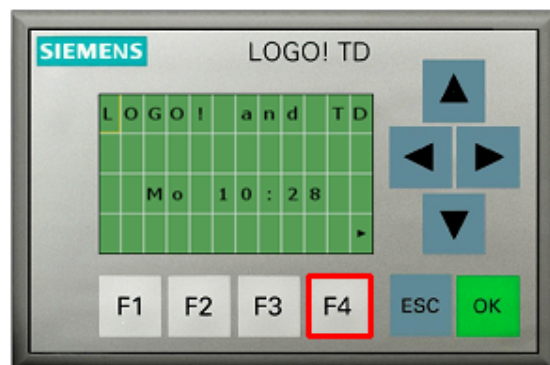 SIEMENS
LOGO! TD
LOGO! and TD
Mo 10:28
F1 F2 F3 F4 ESC OK